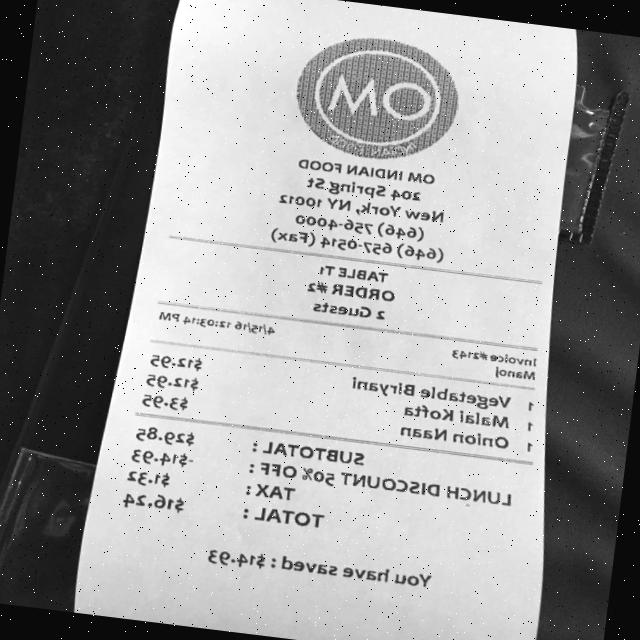 OM
OM INDIAN FOOD
204 Spring St
New York, NY 10012
(646) 756-4000
(646) 657-0514 (Fax)
TABLE T1
ORDER #2
2 Guests
Invoice #2143 4/15/16 12:03:14 PM
Manoj
1 Vegetable Biryani $12.95
1 Malai Kofta $12.95
1 Onion Naan $3.95
SUBTOTAL : $29.85
LUNCH DISCOUNT 50% OFF : -$14.93
TAX : $1.32
TOTAL : $16.24
You have saved : $14.93